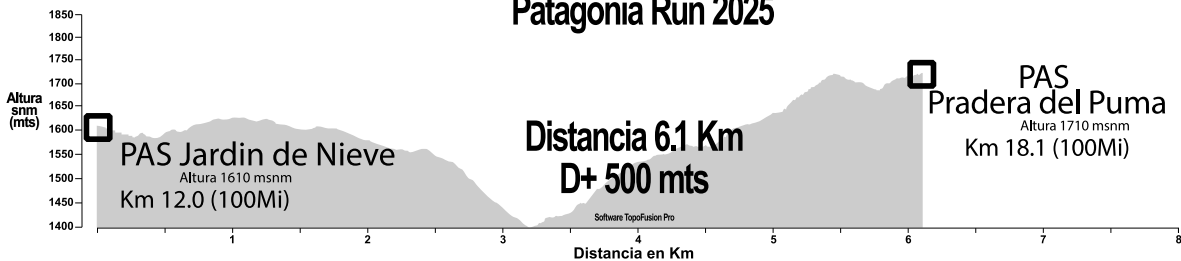 Patagonia Run 2025
1850
1800
1750
1700
1650
1600
1550
1500
1450
1400
Altura
snm
(mts)
PAS Jardin de Nieve
Altura 1610 msnm
Km 12.0 (100Mi)
Distancia 6.1 Km
D+ 500 mts
Software TopoFusion Pro
PAS
Pradera del Puma
Altura 1710 msnm
Km 18.1 (100Mi)
1 2 3 4 5 6 7 8
Distancia en Km